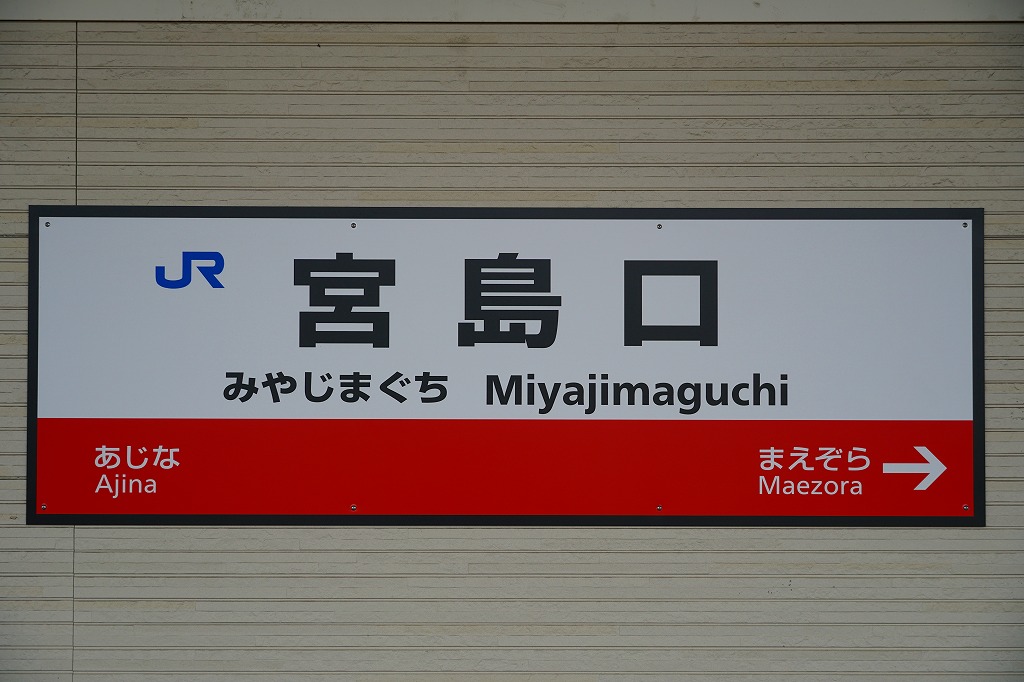 JR 宮島口
みやじまぐち Miyajimaguchi
あじな
Ajina
まえぞら →
Maezora